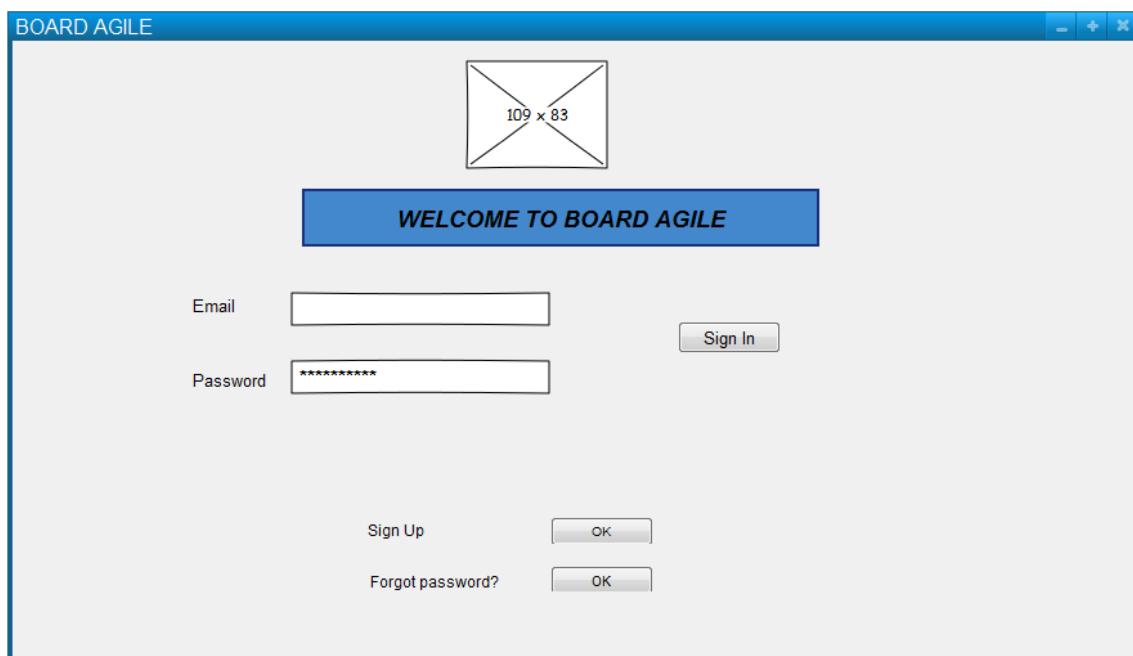 BOARD AGILE
109 x 83
WELCOME TO BOARD AGILE
Email
Sign In
Password **********
Sign Up OK
Forgot password? OK